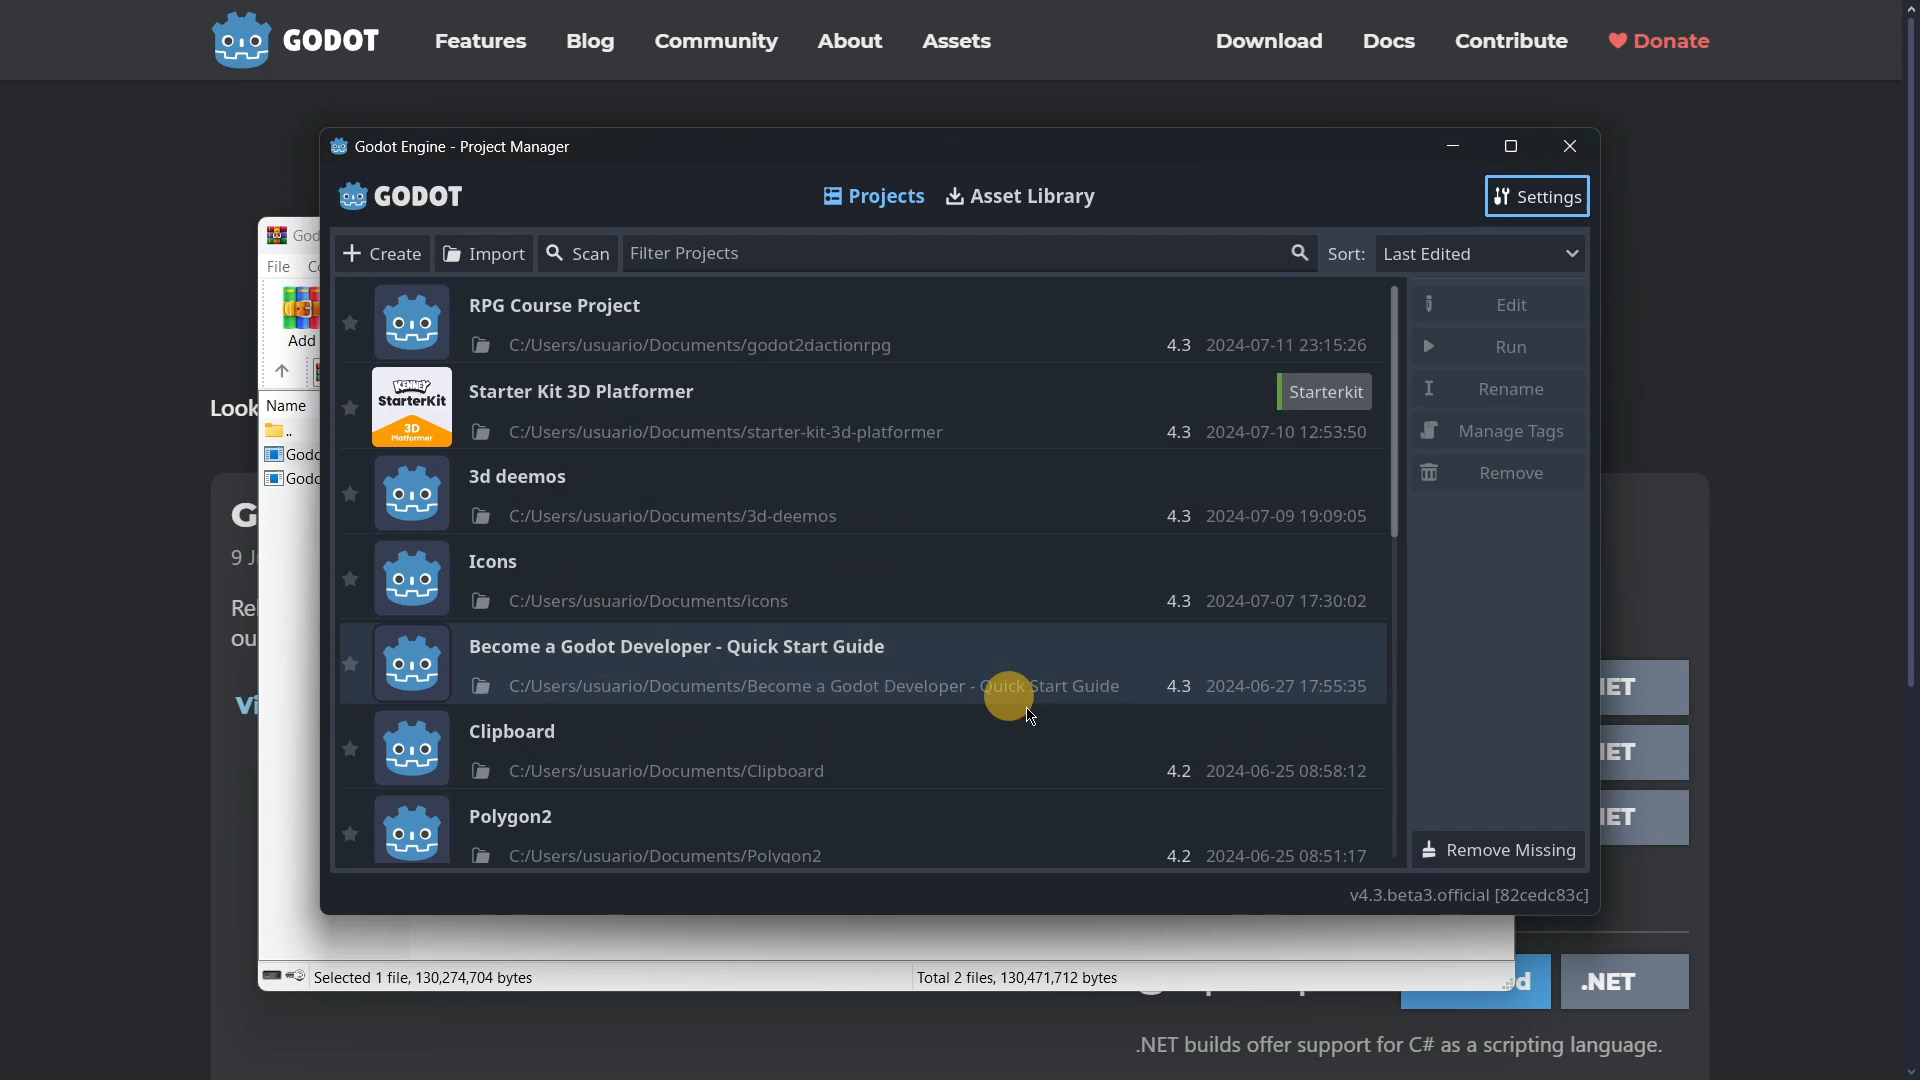 GODOT Features Blog Community About Assets Download Docs Contribute Donate
Godot Engine - Project Manager
GODOT Projects Asset Library Settings
Create Import Scan Filter Projects Sort: Last Edited
RPG Course Project
C:/Users/usuario/Documents/godot2dactionrpg 4.3 2024-07-11 23:15:26
KENNEY
StarterKit
3D
Platformer
Starter Kit 3D Platformer Starterkit
C:/Users/usuario/Documents/starter-kit-3d-platformer 4.3 2024-07-10 12:53:50
3d deemos
C:/Users/usuario/Documents/3d-deemos 4.3 2024-07-09 19:09:05
Icons
C:/Users/usuario/Documents/icons 4.3 2024-07-07 17:30:02
Become a Godot Developer - Quick Start Guide
C:/Users/usuario/Documents/Become a Godot Developer - Quick Start Guide 4.3 2024-06-27 17:55:35
Clipboard
C:/Users/usuario/Documents/Clipboard 4.2 2024-06-25 08:58:12
Polygon2
C:/Users/usuario/Documents/Polygon2 4.2 2024-06-25 08:51:17
Edit
Run
Rename
Manage Tags
Remove
Remove Missing
v4.3.beta3.official [82cedc83c]
File
Add
Name
..
Look
Selected 1 file, 130,274,704 bytes Total 2 files, 130,471,712 bytes
.NET
.NET builds offer support for C# as a scripting language.